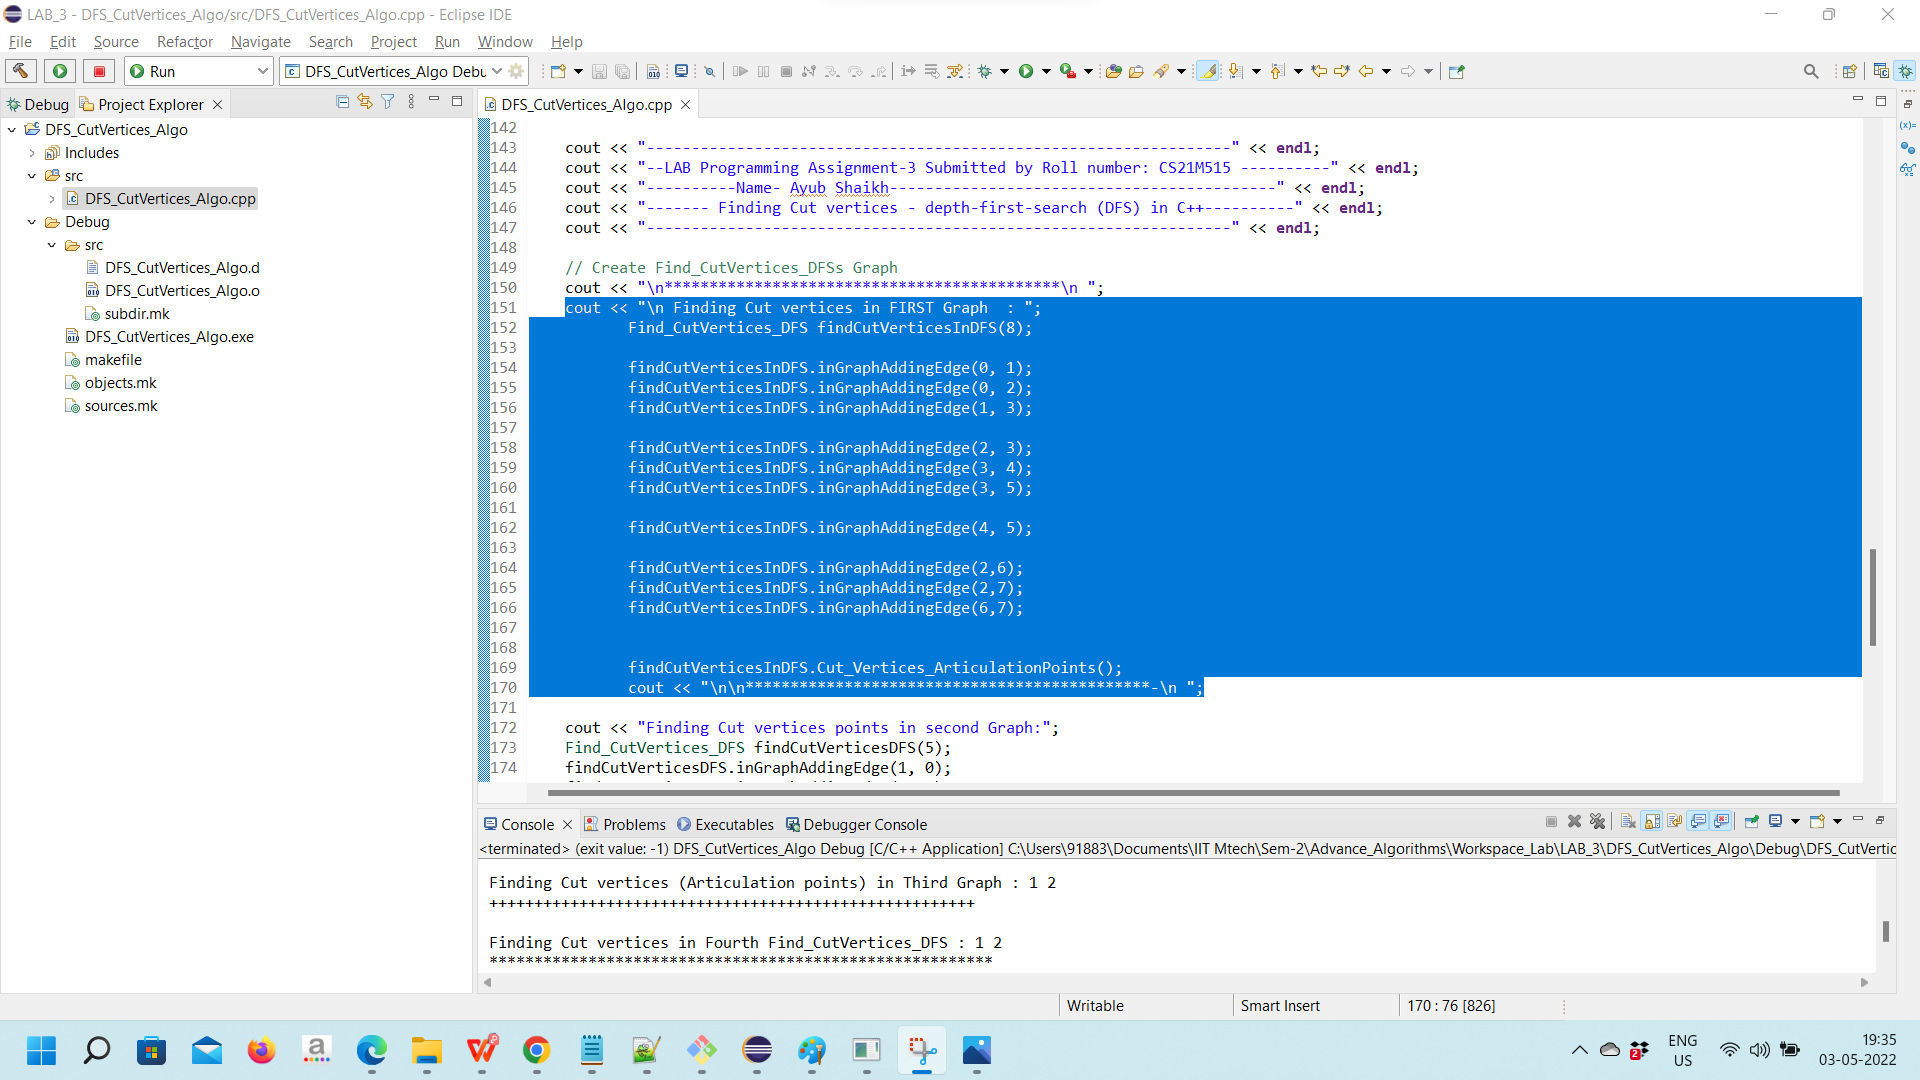 LAB_3 - DFS_CutVertices_Algo/src/DFS_CutVertices_Algo.cpp - Eclipse IDE
File Edit Source Refactor Navigate Search Project Run Window Help
Run
DFS_CutVertices_Algo Debu
Debug
Project Explorer
DFS_CutVertices_Algo
Includes
src
DFS_CutVertices_Algo.cpp
Debug
src
DFS_CutVertices_Algo.d
DFS_CutVertices_Algo.o
subdir.mk
DFS_CutVertices_Algo.exe
makefile
objects.mk
sources.mk
DFS_CutVertices_Algo.cpp
142
143 cout << "-----------------------------------------------------------------" << endl;
144 cout << "--LAB Programming Assignment-3 Submitted by Roll number: CS21M515 ----------" << endl;
145 cout << "----------Name- Ayub Shaikh-------------------------------------------" << endl;
146 cout << "------- Finding Cut vertices - depth-first-search (DFS) in C++----------" << endl;
147 cout << "-----------------------------------------------------------------" << endl;
148
149 // Create Find_CutVertices_DFSs Graph
150 cout << "\n********************************************\n ";
151 cout << "\n Finding Cut vertices in FIRST Graph  : ";
152 Find_CutVertices_DFS findCutVerticesInDFS(8);
153
154 findCutVerticesInDFS.inGraphAddingEdge(0, 1);
155 findCutVerticesInDFS.inGraphAddingEdge(0, 2);
156 findCutVerticesInDFS.inGraphAddingEdge(1, 3);
157
158 findCutVerticesInDFS.inGraphAddingEdge(2, 3);
159 findCutVerticesInDFS.inGraphAddingEdge(3, 4);
160 findCutVerticesInDFS.inGraphAddingEdge(3, 5);
161
162 findCutVerticesInDFS.inGraphAddingEdge(4, 5);
163
164 findCutVerticesInDFS.inGraphAddingEdge(2,6);
165 findCutVerticesInDFS.inGraphAddingEdge(2,7);
166 findCutVerticesInDFS.inGraphAddingEdge(6,7);
167
168
169 findCutVerticesInDFS.Cut_Vertices_ArticulationPoints();
170 cout << "\n\n*********************************************-\n ";
171
172 cout << "Finding Cut vertices points in second Graph:";
173 Find_CutVertices_DFS findCutVerticesDFS(5);
174 findCutVerticesDFS.inGraphAddingEdge(1, 0);
Console Problems Executables Debugger Console
<terminated> (exit value: -1) DFS_CutVertices_Algo Debug [C/C++ Application] C:\Users\91883\Documents\IIT Mtech\Sem-2\Advance_Algorithms\Workspace_Lab\LAB_3\DFS_CutVertices_Algo\Debug\DFS_CutVertic
Finding Cut vertices (Articulation points) in Third Graph : 1 2
++++++++++++++++++++++++++++++++++++++++++++++++++++++
Finding Cut vertices in Fourth Find_CutVertices_DFS : 1 2
********************************************************
Writable
Smart Insert
170 : 76 [826]
ENG
US
19:35
03-05-2022